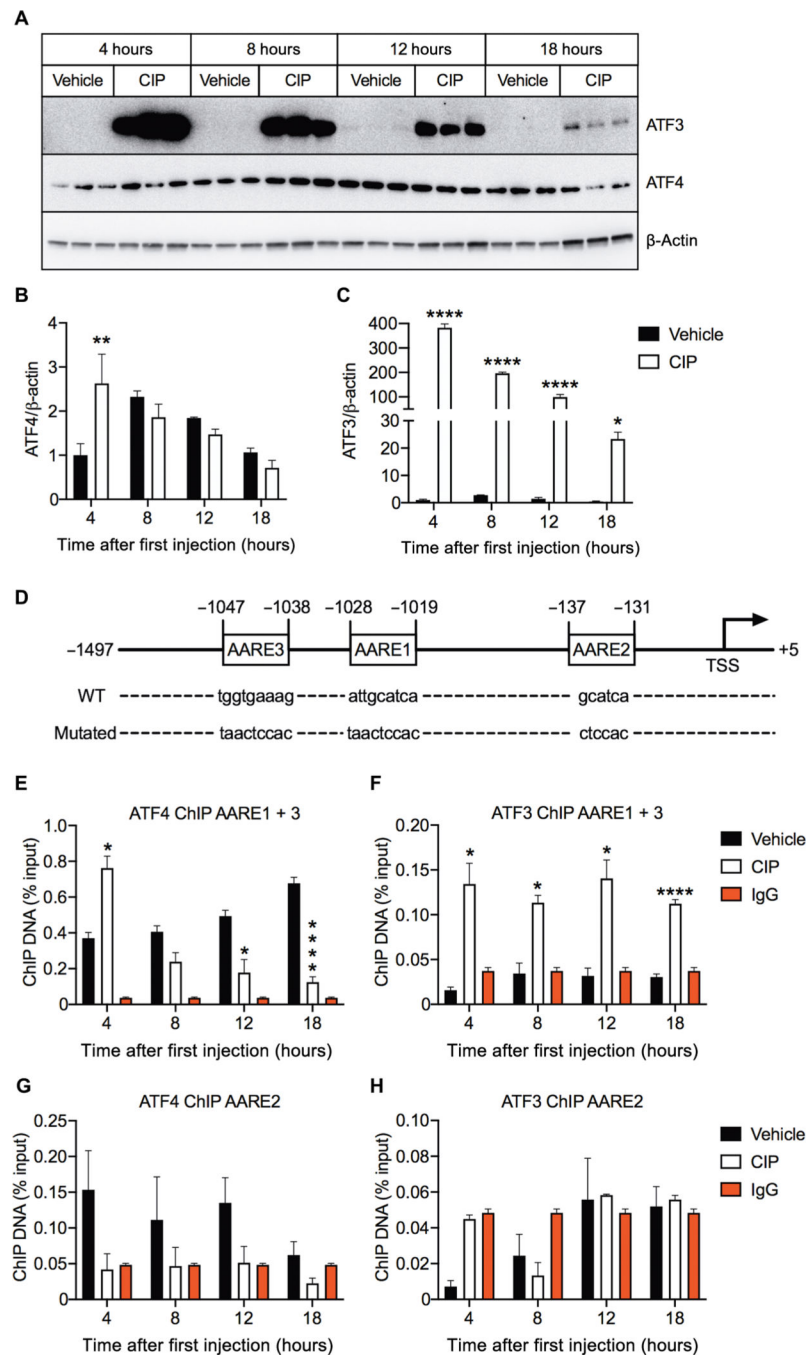 A
4 hours 8 hours 12 hours 18 hours
Vehicle CIP Vehicle CIP Vehicle CIP Vehicle CIP
ATF3
ATF4
β-Actin
B
ATF4/β-actin
4
3
2
1
0
**
4 8 12 18
Time after first injection (hours)
C
ATF3/β-actin
400
300
200
100
30
20
10
0
****
****
****
*
4 8 12 18
Time after first injection (hours)
Vehicle
CIP
D
−1047 −1038 −1028 −1019 −137 −131
−1497 AARE3 AARE1 AARE2 +5
TSS
WT tggtgaaag attgcatca gcatca
Mutated taactccac taactccac ctccac
E
ATF4 ChIP AARE1 + 3
ChIP DNA (% input)
1.0
0.8
0.6
0.4
0.2
0
*
*
****
4 8 12 18
Time after first injection (hours)
F
ATF3 ChIP AARE1 + 3
ChIP DNA (% input)
0.20
0.15
0.10
0.05
0
*
*
*
****
4 8 12 18
Time after first injection (hours)
Vehicle
CIP
IgG
G
ATF4 ChIP AARE2
ChIP DNA (% input)
0.25
0.20
0.15
0.10
0.05
0
4 8 12 18
Time after first injection (hours)
H
ATF3 ChIP AARE2
ChIP DNA (% input)
0.10
0.08
0.06
0.04
0.02
0
4 8 12 18
Time after first injection (hours)
Vehicle
CIP
IgG